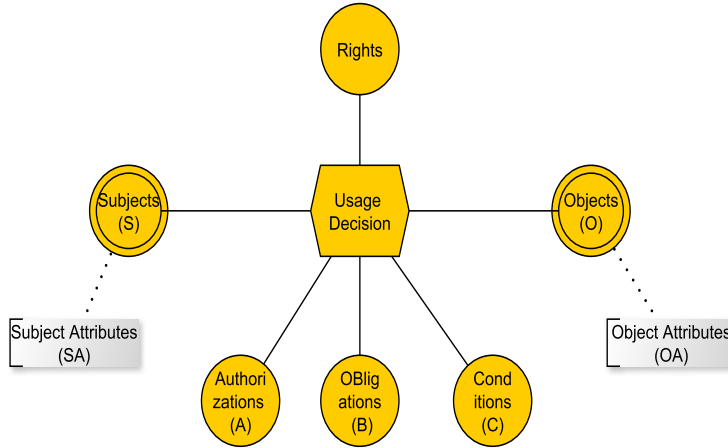 Rights
Subjects
(S)
Usage
Decision
Objects
(O)
Subject Attributes
(SA)
Object Attributes
(OA)
Authori
zations
(A)
OBlig
ations
(B)
Cond
itions
(C)